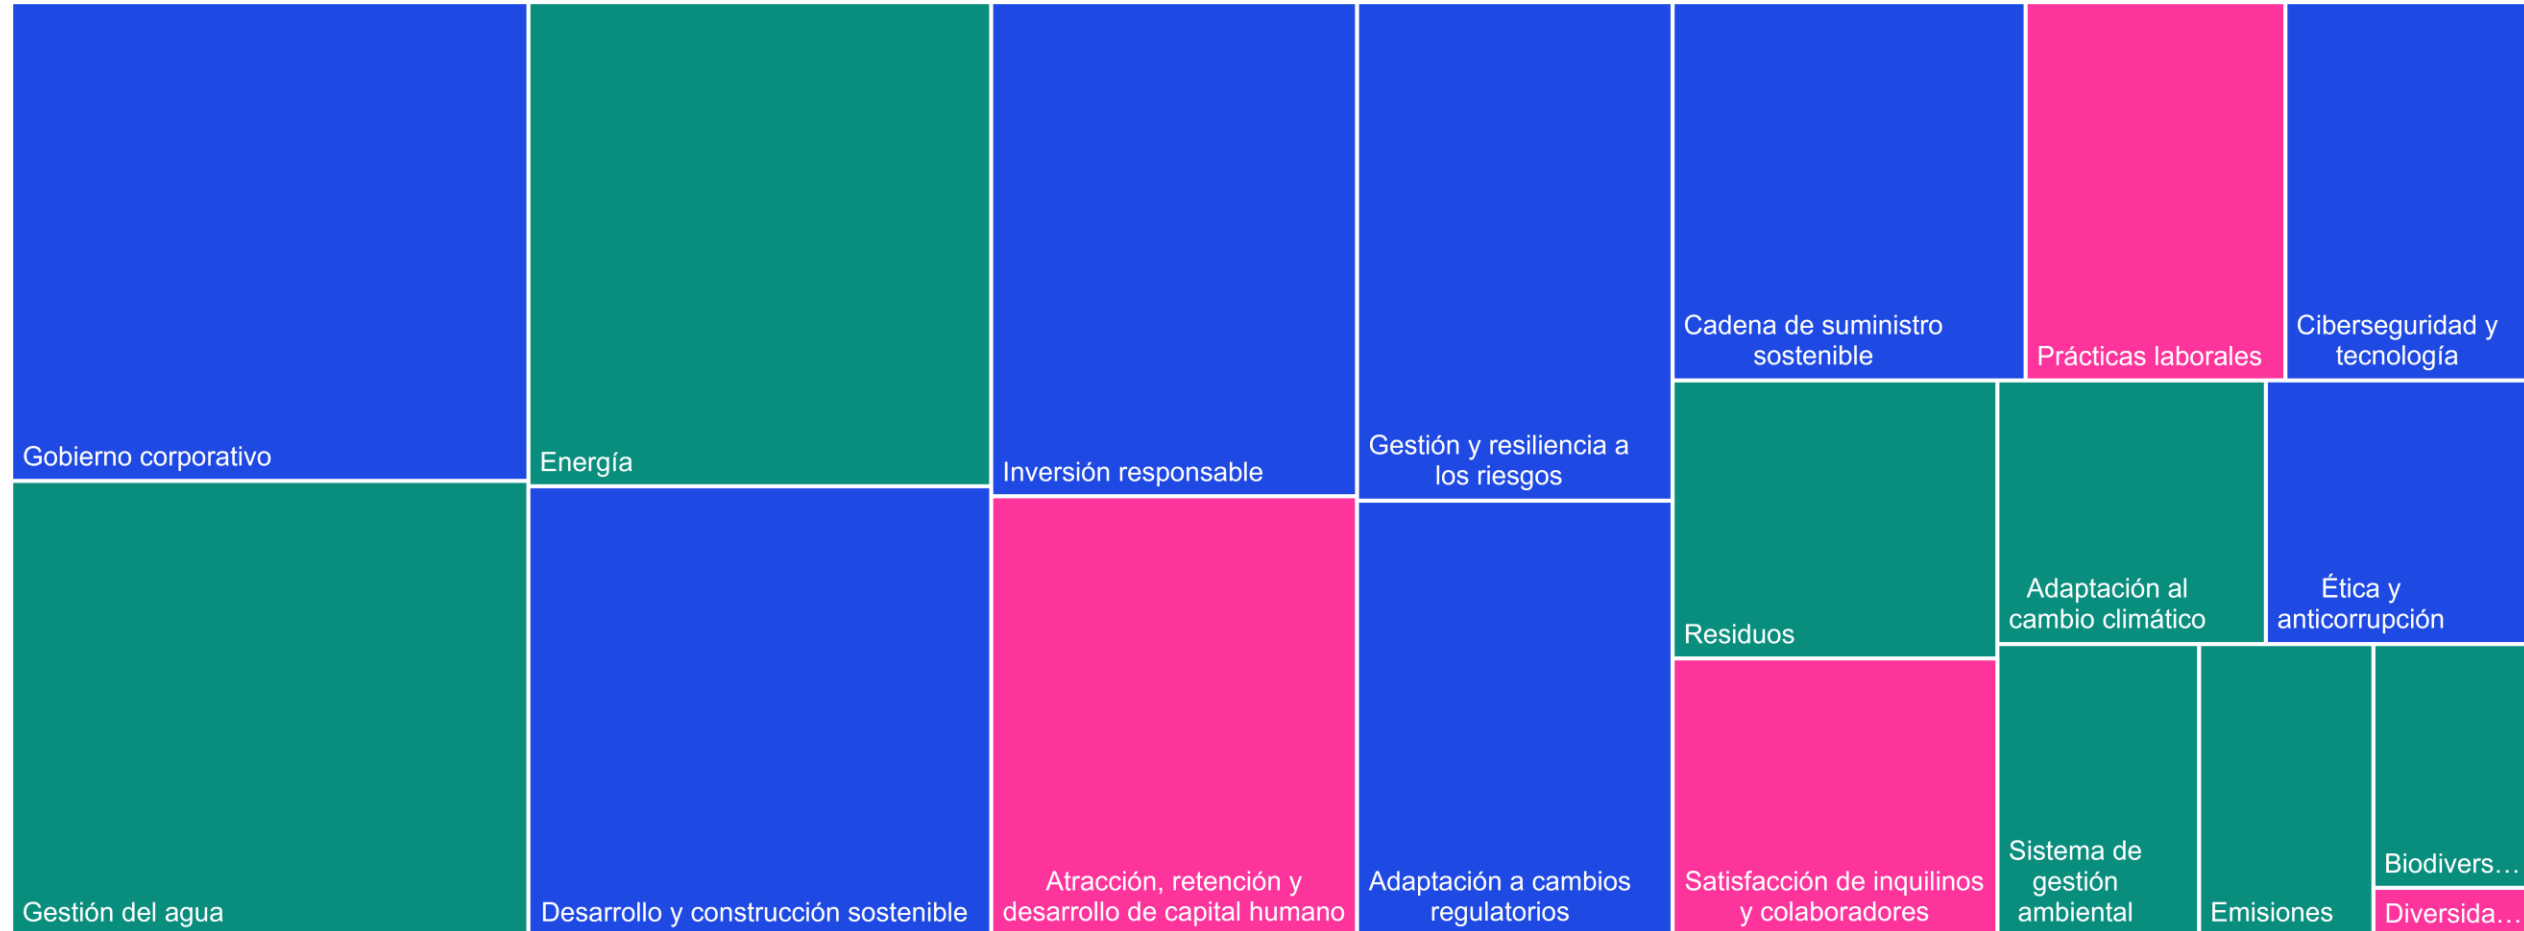 Gobierno corporativo
Gestión del agua
Energía
Desarrollo y construcción sostenible
Inversión responsable
Atracción, retención y
desarrollo de capital humano
Gestión y resiliencia a
los riesgos
Adaptación a cambios
regulatorios
Cadena de suministro
sostenible
Prácticas laborales
Ciberseguridad y
tecnología
Residuos
Satisfacción de inquilinos
y colaboradores
Adaptación al
cambio climático
Ética y
anticorrupción
Sistema de
gestión
ambiental
Emisiones
Biodivers…
Diversida…